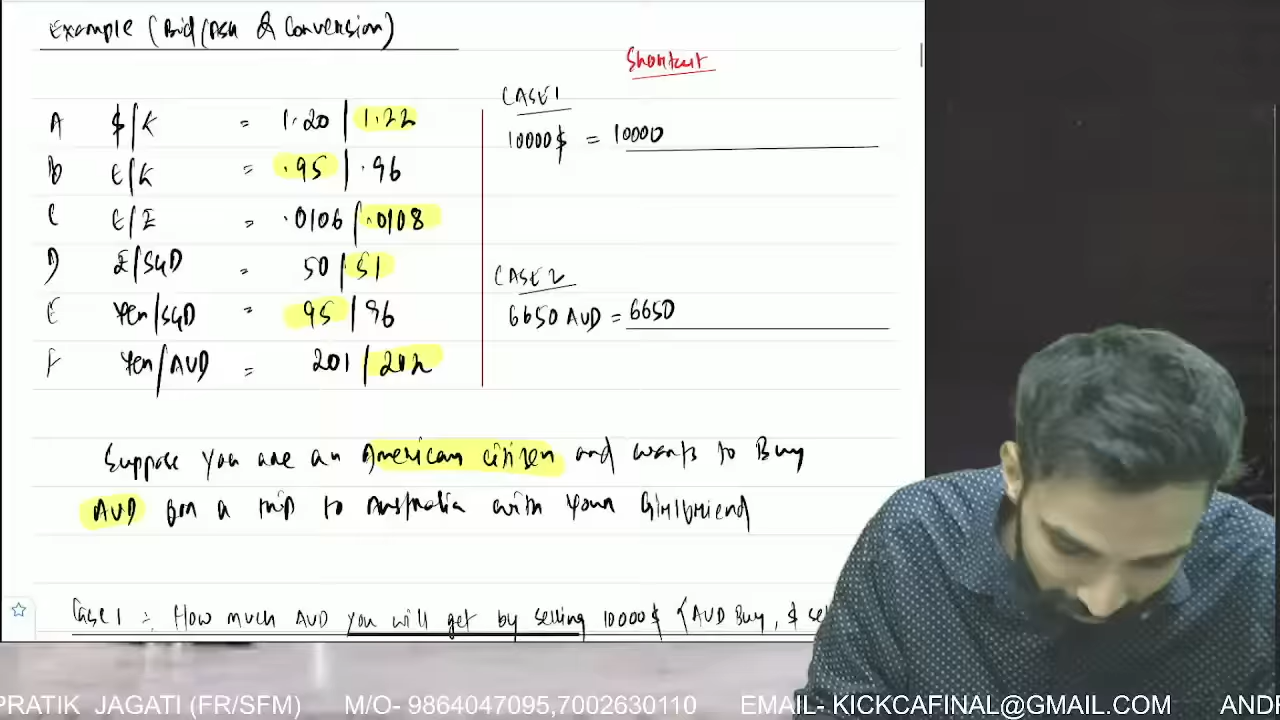 Example (Bid/Ask & Conversion)
Shortcut
CASE 1
A $/K = 1.20 | 1.22
10000$ = 10000
B £/K = .95 | .96
C £/I = .0106 | .0108
D I/SGD = 50 | 51
CASE 2
E Yen/SGD = 95 | 96
6650 AUD = 6650
F Yen/AUD = 201 | 202
Suppose you are an American citizen and wants to Buy
AUD for a trip to Australia with your Girlfriend
Case 1 : How much AUD you will get by selling 10000$ {AUD Buy, $ se
PRATIK JAGATI (FR/SFM) M/O- 9864047095,7002630110 EMAIL- KICKCAFINAL@GMAIL.COM AND